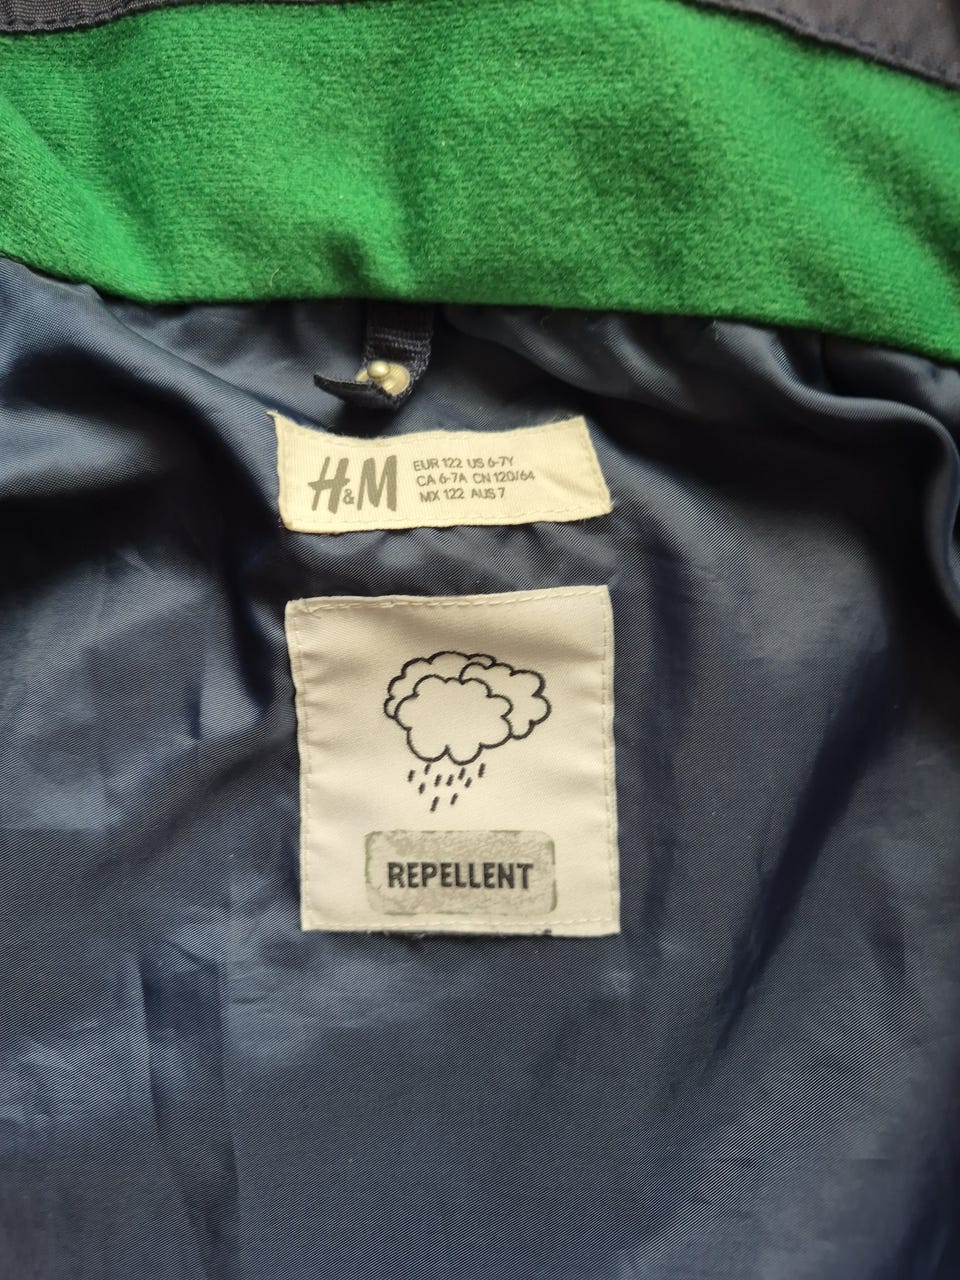 H&M
EUR 122 US 6-7Y
CA 6-7A CN 120/64
MX 122 AUS 7
REPELLENT